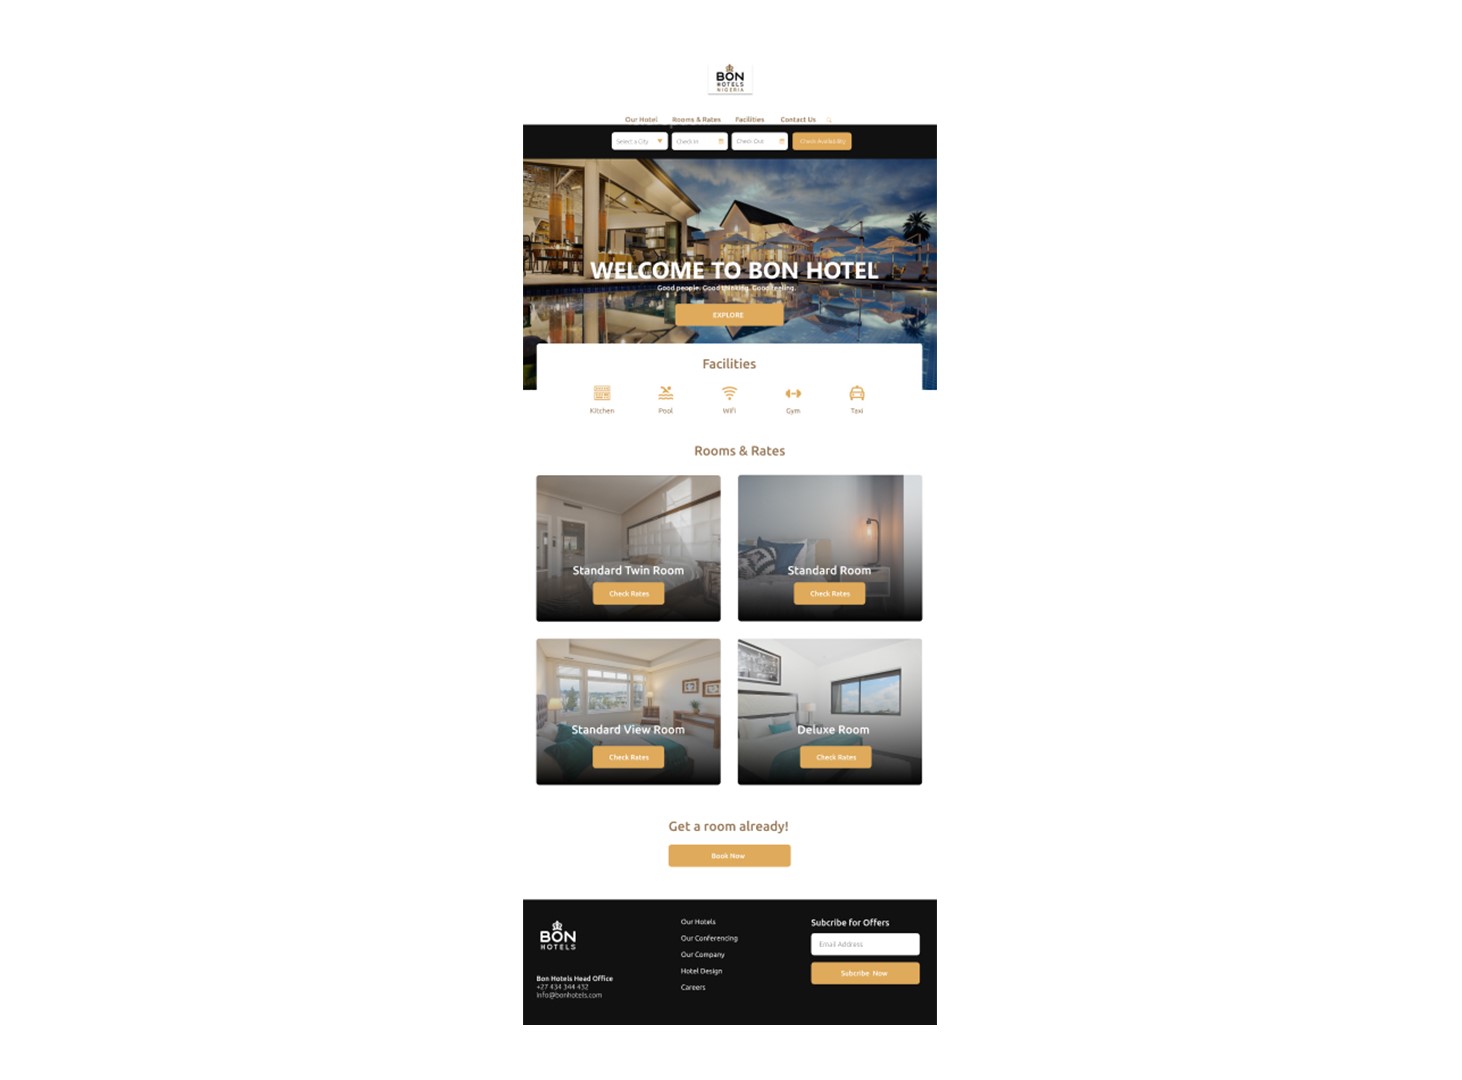 BON
HOTELS
NIGERIA
Our Hotel Rooms & Rates Facilities Contact Us
Select a City Check In Check Out Check Availability
WELCOME TO BON HOTEL
Good people. Good thinking. Good feeling.
EXPLORE
Facilities
Kitchen Pool WiFi Gym Taxi
Rooms & Rates
Standard Twin Room
Check Rates
Standard Room
Check Rates
Standard View Room
Check Rates
Deluxe Room
Check Rates
Get a room already!
Book Now
BON
HOTELS
Bon Hotels Head Office
+27 434 344 432
info@bonhotels.com
Our Hotels
Our Conferencing
Our Company
Hotel Design
Careers
Subcribe for Offers
Email Address
Subcribe Now